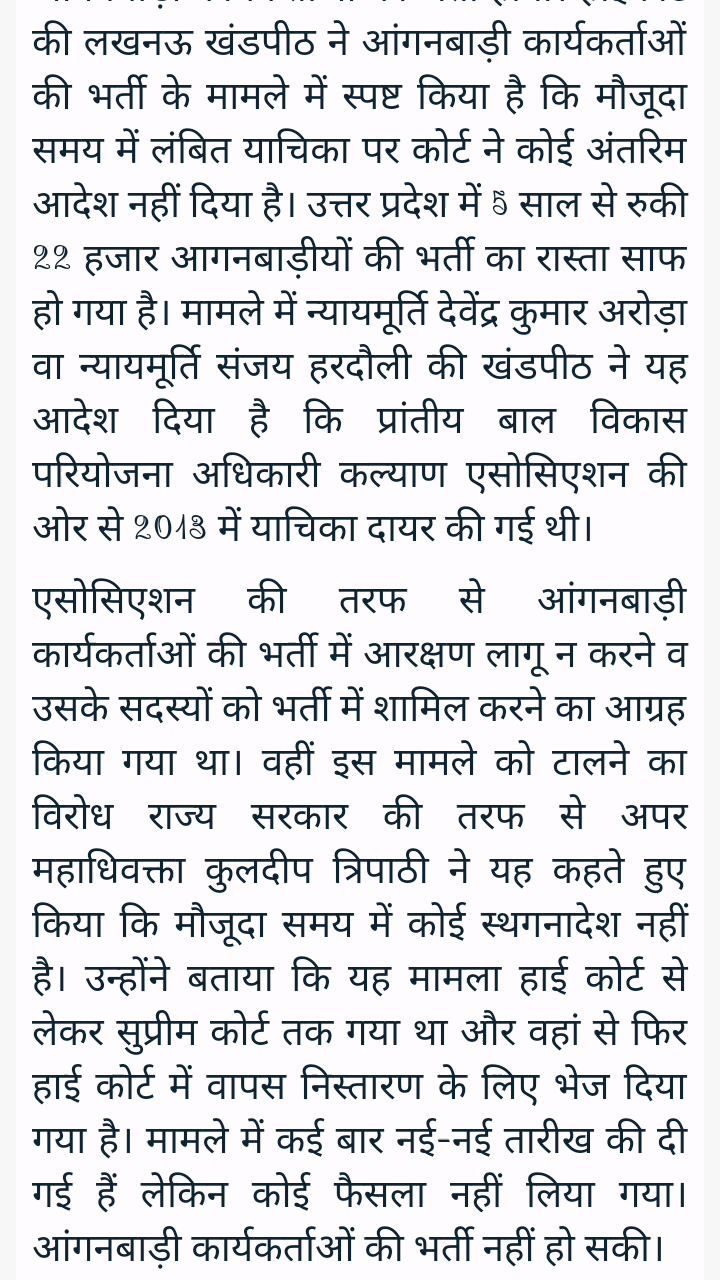 की लखनऊ खंडपीठ ने आंगनबाड़ी कार्यकर्ताओं
की भर्ती के मामले में स्पष्ट किया है कि मौजूदा
समय में लंबित याचिका पर कोर्ट ने कोई अंतरिम
आदेश नहीं दिया है। उत्तर प्रदेश में 5 साल से रुकी
22 हजार आगनबाड़ीयों की भर्ती का रास्ता साफ
हो गया है। मामले में न्यायमूर्ति देवेंद्र कुमार अरोड़ा
वा न्यायमूर्ति संजय हरदौली की खंडपीठ ने यह
आदेश दिया है कि प्रांतीय बाल विकास
परियोजना अधिकारी कल्याण एसोसिएशन की
ओर से 2013 में याचिका दायर की गई थी।
एसोसिएशन की तरफ से आंगनबाड़ी
कार्यकर्ताओं की भर्ती में आरक्षण लागू न करने व
उसके सदस्यों को भर्ती में शामिल करने का आग्रह
किया गया था। वहीं इस मामले को टालने का
विरोध राज्य सरकार की तरफ से अपर
महाधिवक्ता कुलदीप त्रिपाठी ने यह कहते हुए
किया कि मौजूदा समय में कोई स्थगनादेश नहीं
है। उन्होंने बताया कि यह मामला हाई कोर्ट से
लेकर सुप्रीम कोर्ट तक गया था और वहां से फिर
हाई कोर्ट में वापस निस्तारण के लिए भेज दिया
गया है। मामले में कई बार नई-नई तारीख की दी
गई हैं लेकिन कोई फैसला नहीं लिया गया।
आंगनबाड़ी कार्यकर्ताओं की भर्ती नहीं हो सकी।